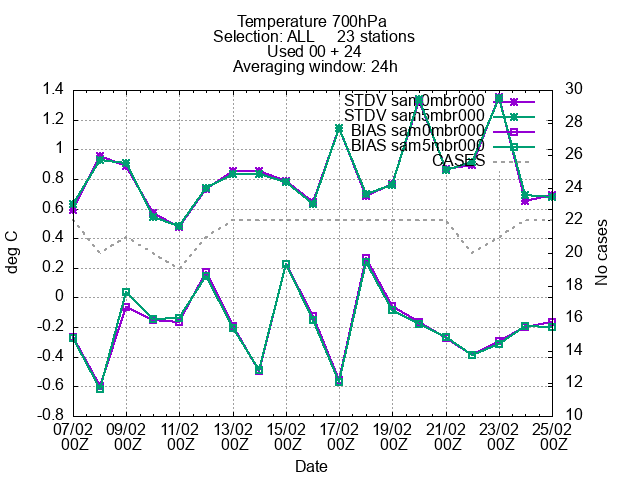 Temperature 700hPa
Selection: ALL 23 stations
Used 00 + 24
Averaging window: 24h
STDV sam0mbr000
STDV sam5mbr000
BIAS sam0mbr000
BIAS sam5mbr000
CASES
1.4
1.2
1
0.8
0.6
0.4
0.2
0
-0.2
-0.4
-0.6
-0.8
deg C
30
28
26
24
22
20
18
16
14
12
10
No cases
07/02 09/02 11/02 13/02 15/02 17/02 19/02 21/02 23/02 25/02
00Z 00Z 00Z 00Z 00Z 00Z 00Z 00Z 00Z 00Z
Date